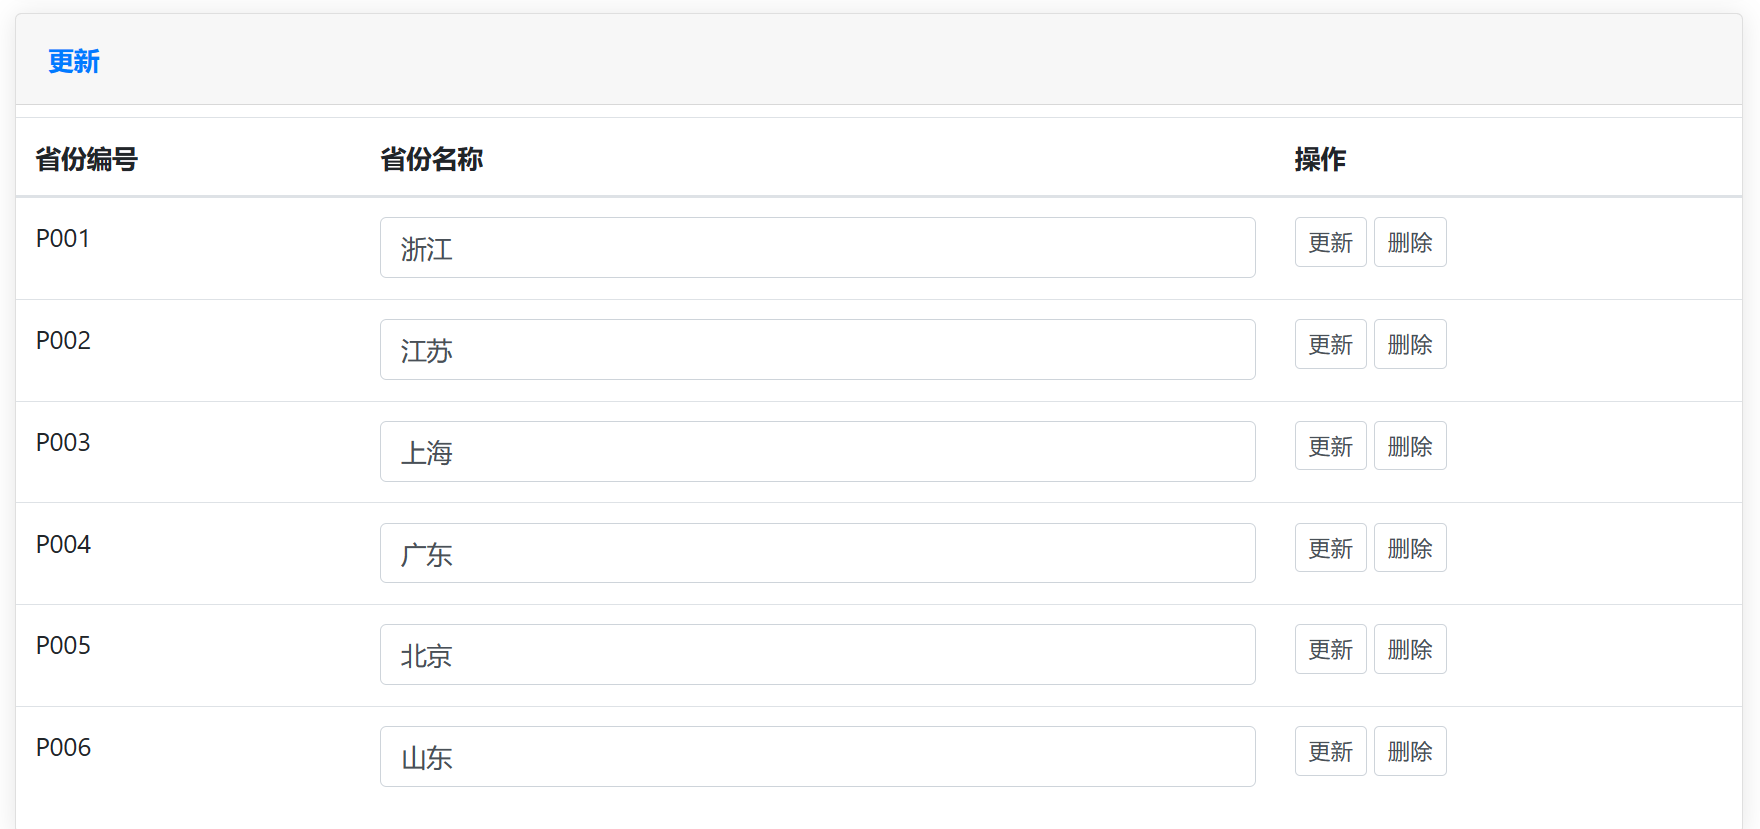 更新
省份编号 省份名称 操作
P001 浙江 更新 删除
P002 江苏 更新 删除
P003 上海 更新 删除
P004 广东 更新 删除
P005 北京 更新 删除
P006 山东 更新 删除